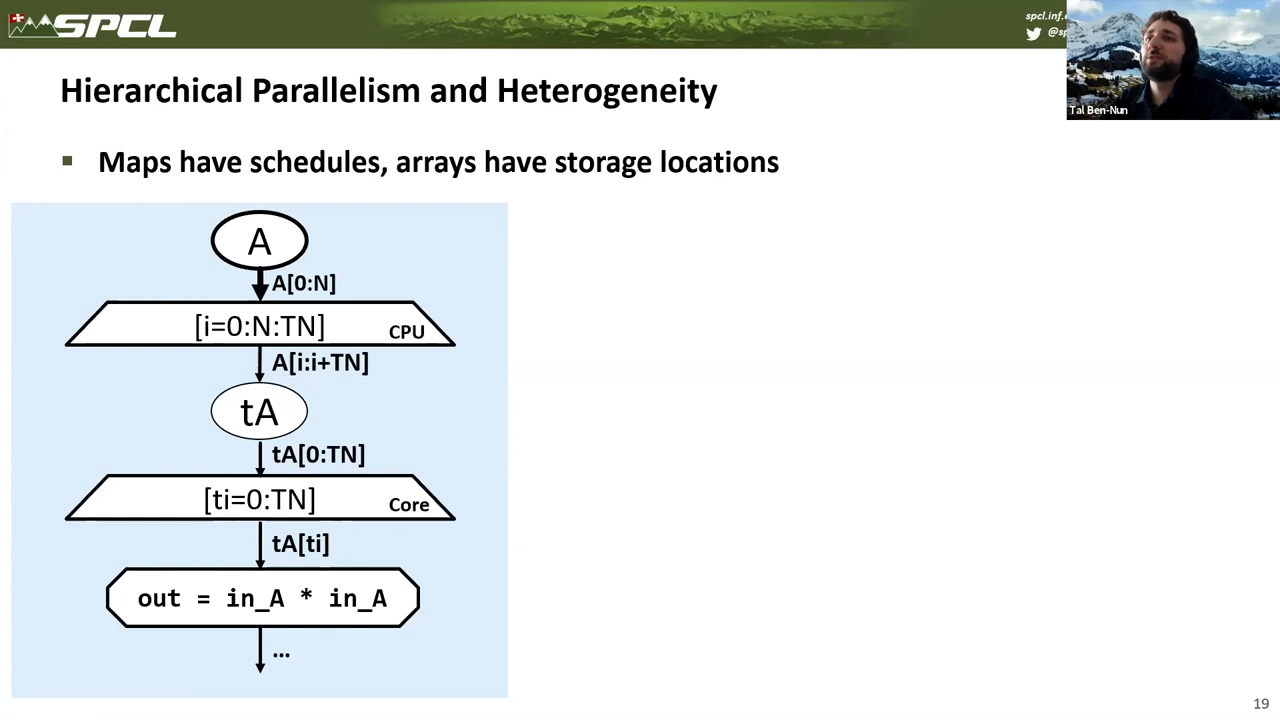 SPCL
spcl.inf.
@sp
Tal Ben-Nun
Hierarchical Parallelism and Heterogeneity
Maps have schedules, arrays have storage locations
A
A[0:N]
[i=0:N:TN]
CPU
A[i:i+TN]
tA
tA[0:TN]
[ti=0:TN]
Core
tA[ti]
out = in_A * in_A
...
19